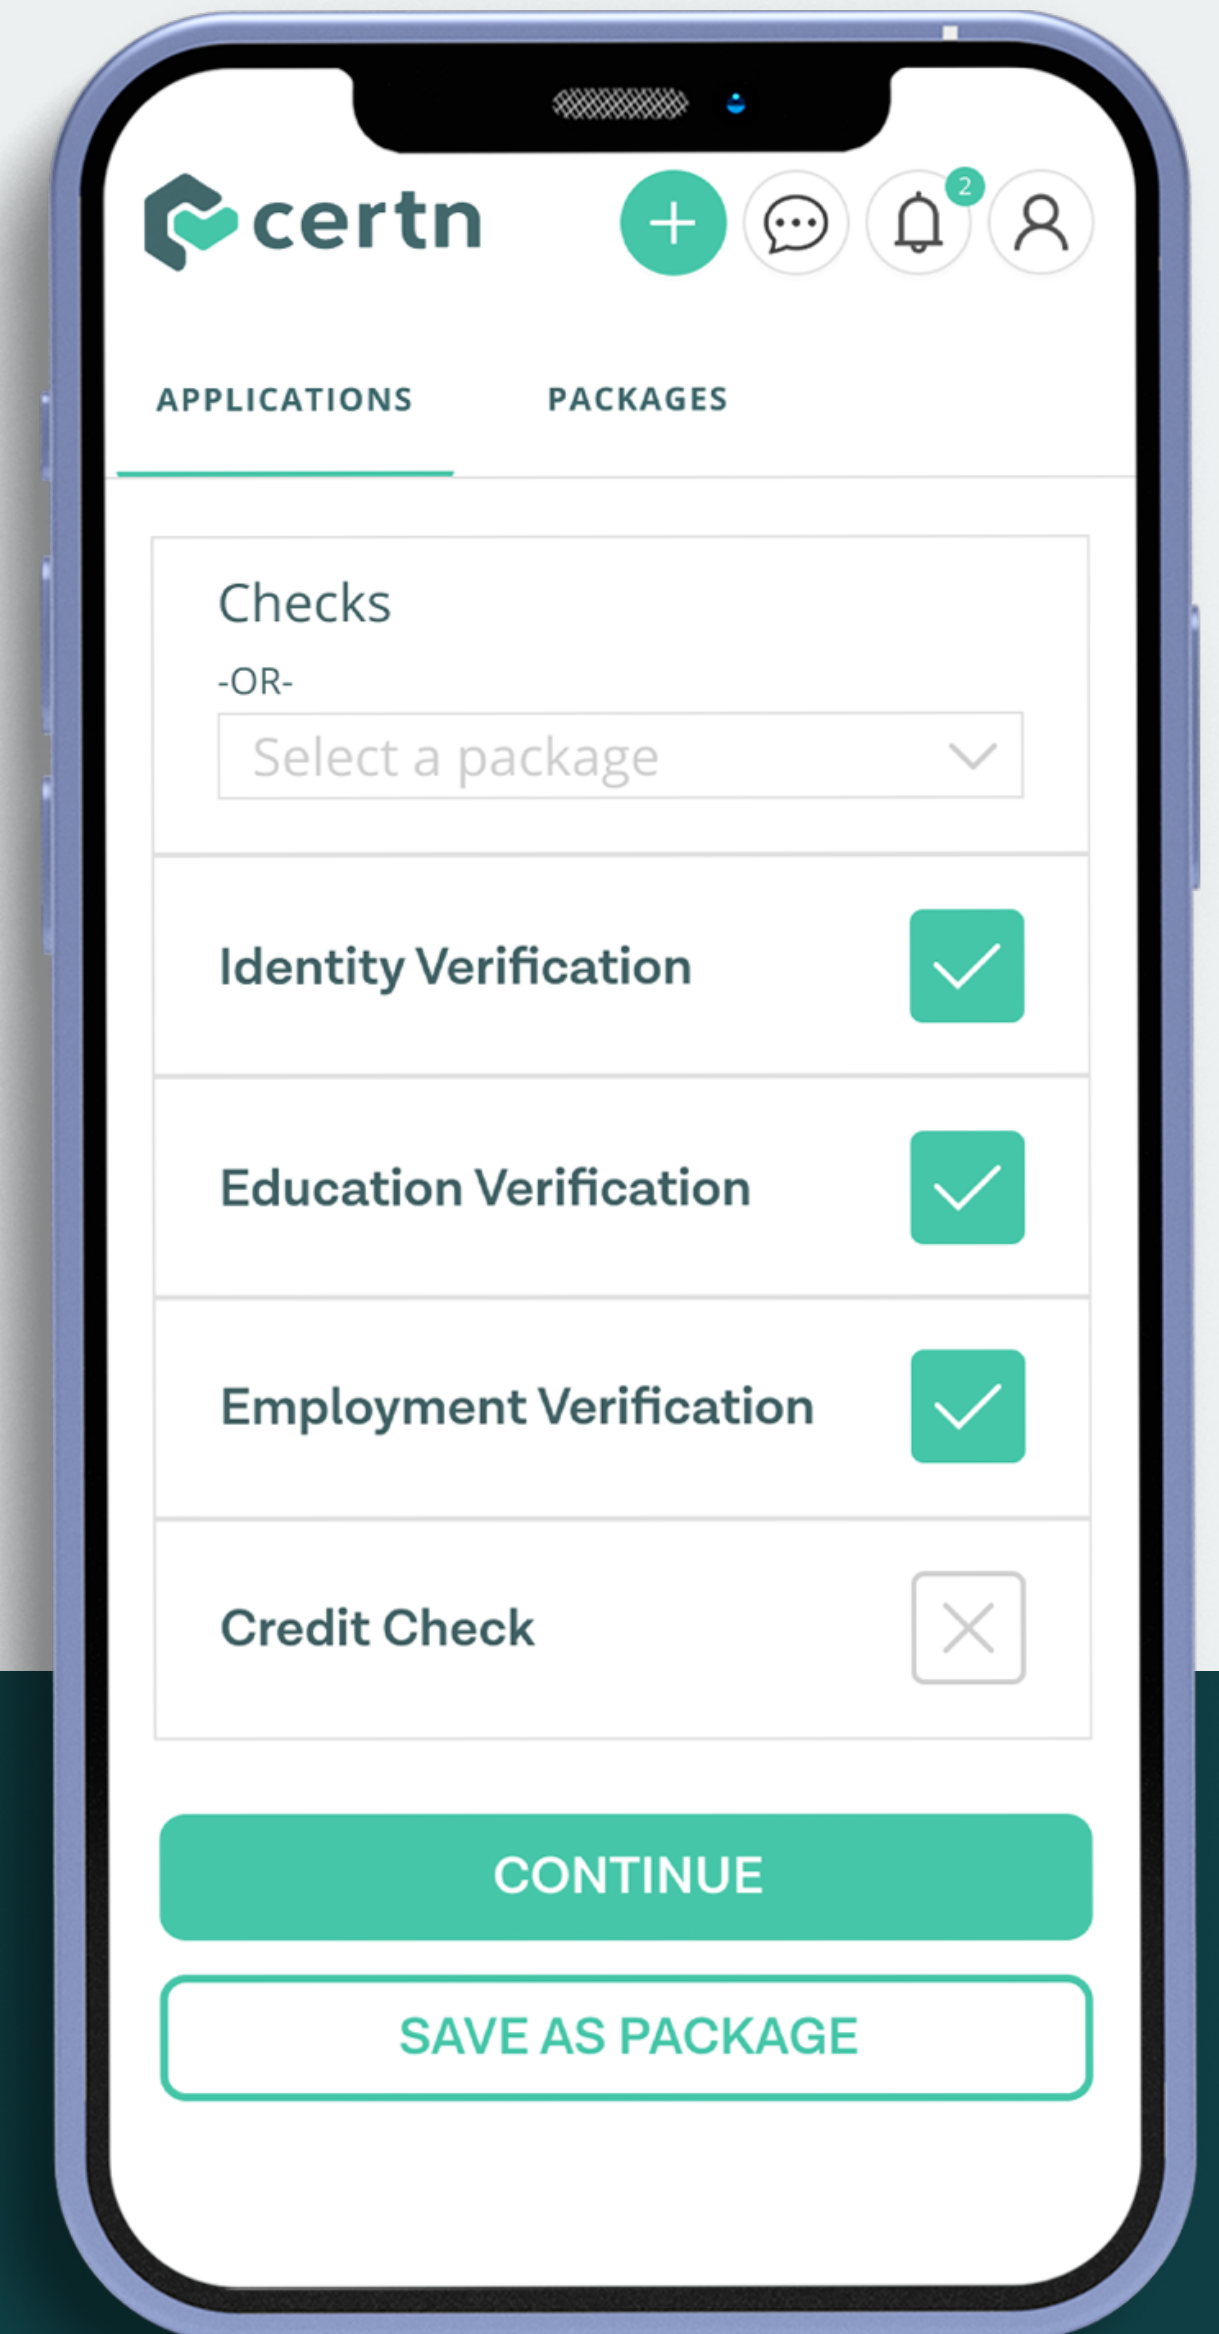 certn
2
APPLICATIONS PACKAGES
Checks
-OR-
Select a package
Identity Verification
Education Verification
Employment Verification
Credit Check
CONTINUE
SAVE AS PACKAGE